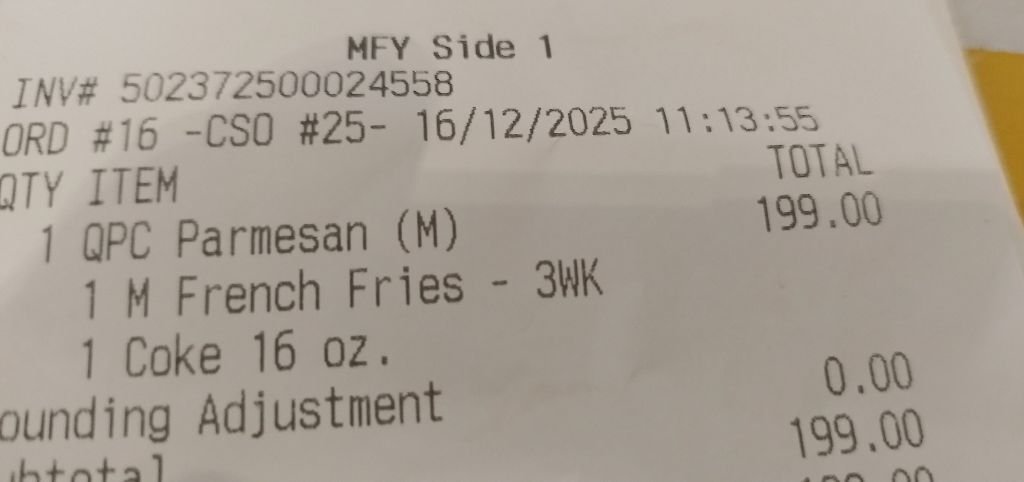 MFY Side 1
INV# 502372500024558
ORD #16 -CSO #25- 16/12/2025 11:13:55
QTY ITEM TOTAL
1 QPC Parmesan (M) 199.00
1 M French Fries - 3WK
1 Coke 16 oz.
ounding Adjustment 0.00
ubtotal 199.00